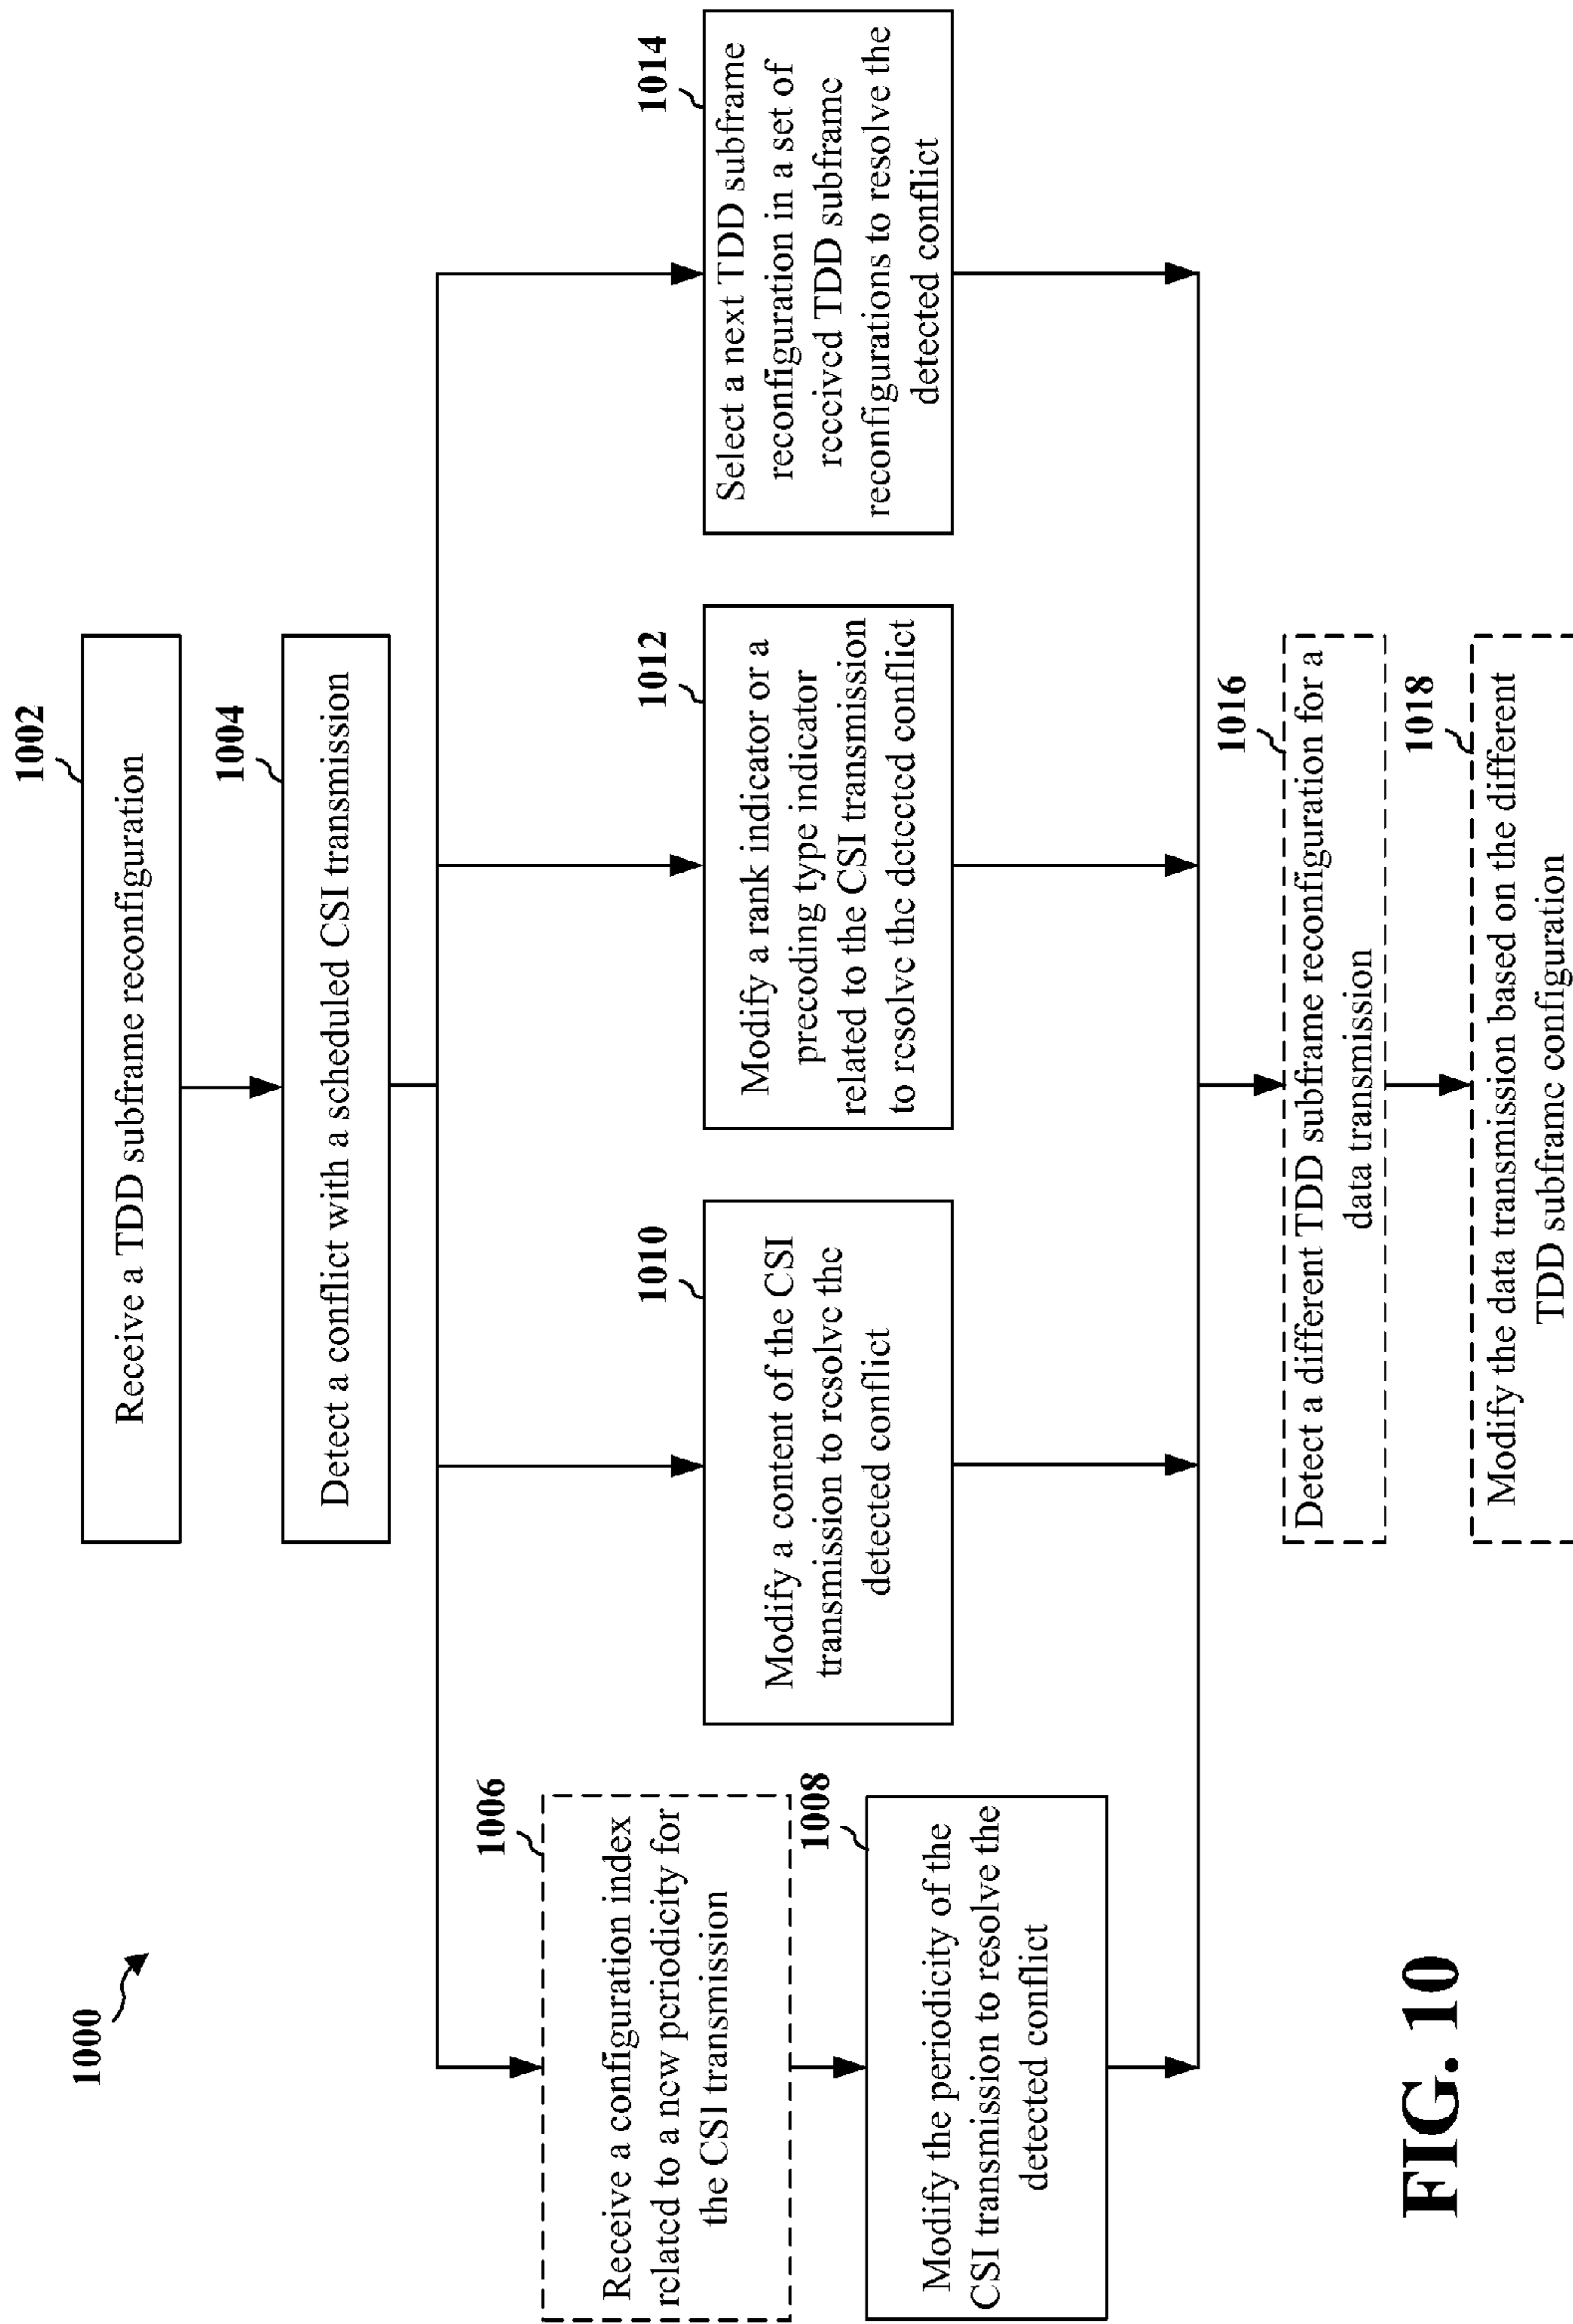 1000
1002
Receive a TDD subframe reconfiguration
1004
Detect a conflict with a scheduled CSI transmission
1006
Receive a configuration index
related to a new periodicity for
the CSI transmission
1008
Modify the periodicity of the
CSI transmission to resolve the
detected conflict
1010
Modify a content of the CSI
transmission to resolve the
detected conflict
1012
Modify a rank indicator or a
precoding type indicator
related to the CSI transmission
to resolve the detected conflict
1014
Select a next TDD subframe
reconfiguration in a set of
received TDD subframe
reconfigurations to resolve the
detected conflict
1016
Detect a different TDD subframe reconfiguration for a
data transmission
1018
Modify the data transmission based on the different
TDD subframe configuration
FIG. 10